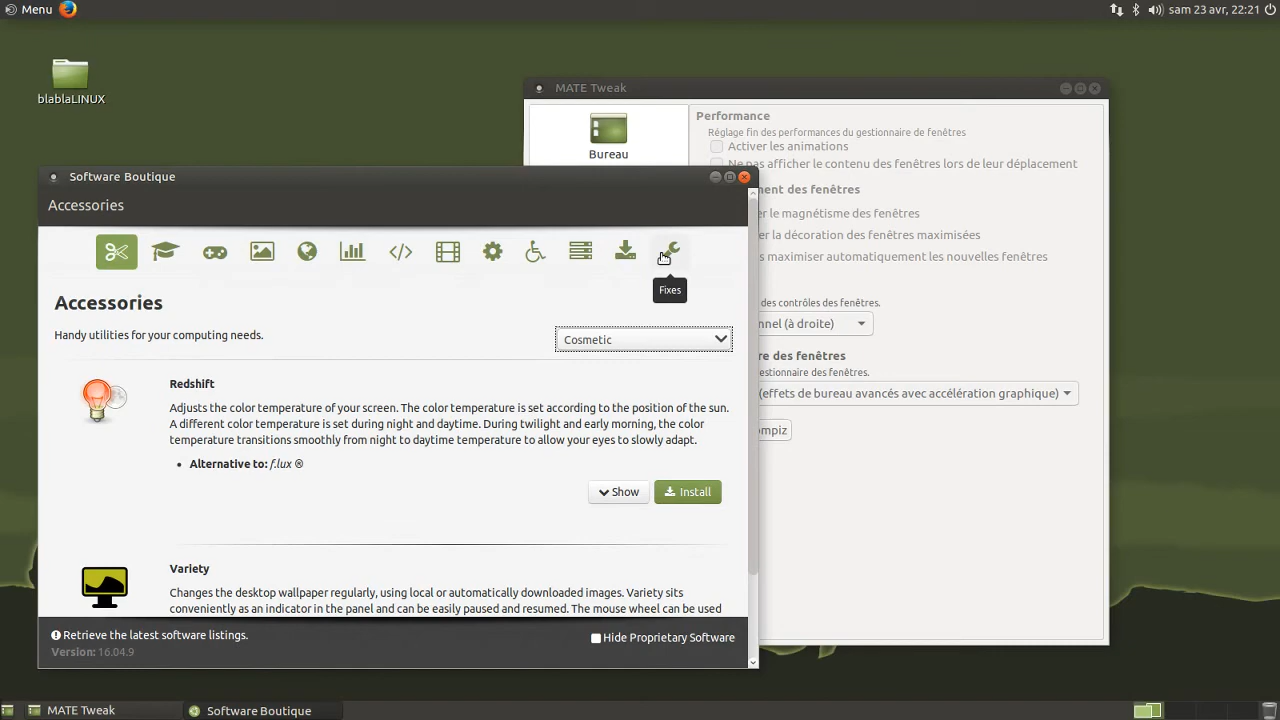 Menu
sam 23 avr, 22:21
blablaLINUX
MATE Tweak
Bureau
Performance
Réglage fin des performances du gestionnaire de fenêtres
Activer les animations
Ne pas afficher le contenu des fenêtres lors de leur déplacement
ment des fenêtres
er le magnétisme des fenêtres
er la décoration des fenêtres maximisées
s maximiser automatiquement les nouvelles fenêtres
des contrôles des fenêtres.
nnel (à droite)
re des fenêtres
estionnaire des fenêtres.
(effets de bureau avancés avec accélération graphique)
ompiz
Software Boutique
Accessories
Fixes
Accessories
Handy utilities for your computing needs.
Cosmetic
Redshift
Adjusts the color temperature of your screen. The color temperature is set according to the position of the sun.
A different color temperature is set during night and daytime. During twilight and early morning, the color
temperature transitions smoothly from night to daytime temperature to allow your eyes to slowly adapt.
• Alternative to: f.lux ®
Show
Install
Variety
Changes the desktop wallpaper regularly, using local or automatically downloaded images. Variety sits
conveniently as an indicator in the panel and can be easily paused and resumed. The mouse wheel can be used
Retrieve the latest software listings.
Hide Proprietary Software
Version: 16.04.9
MATE Tweak
Software Boutique